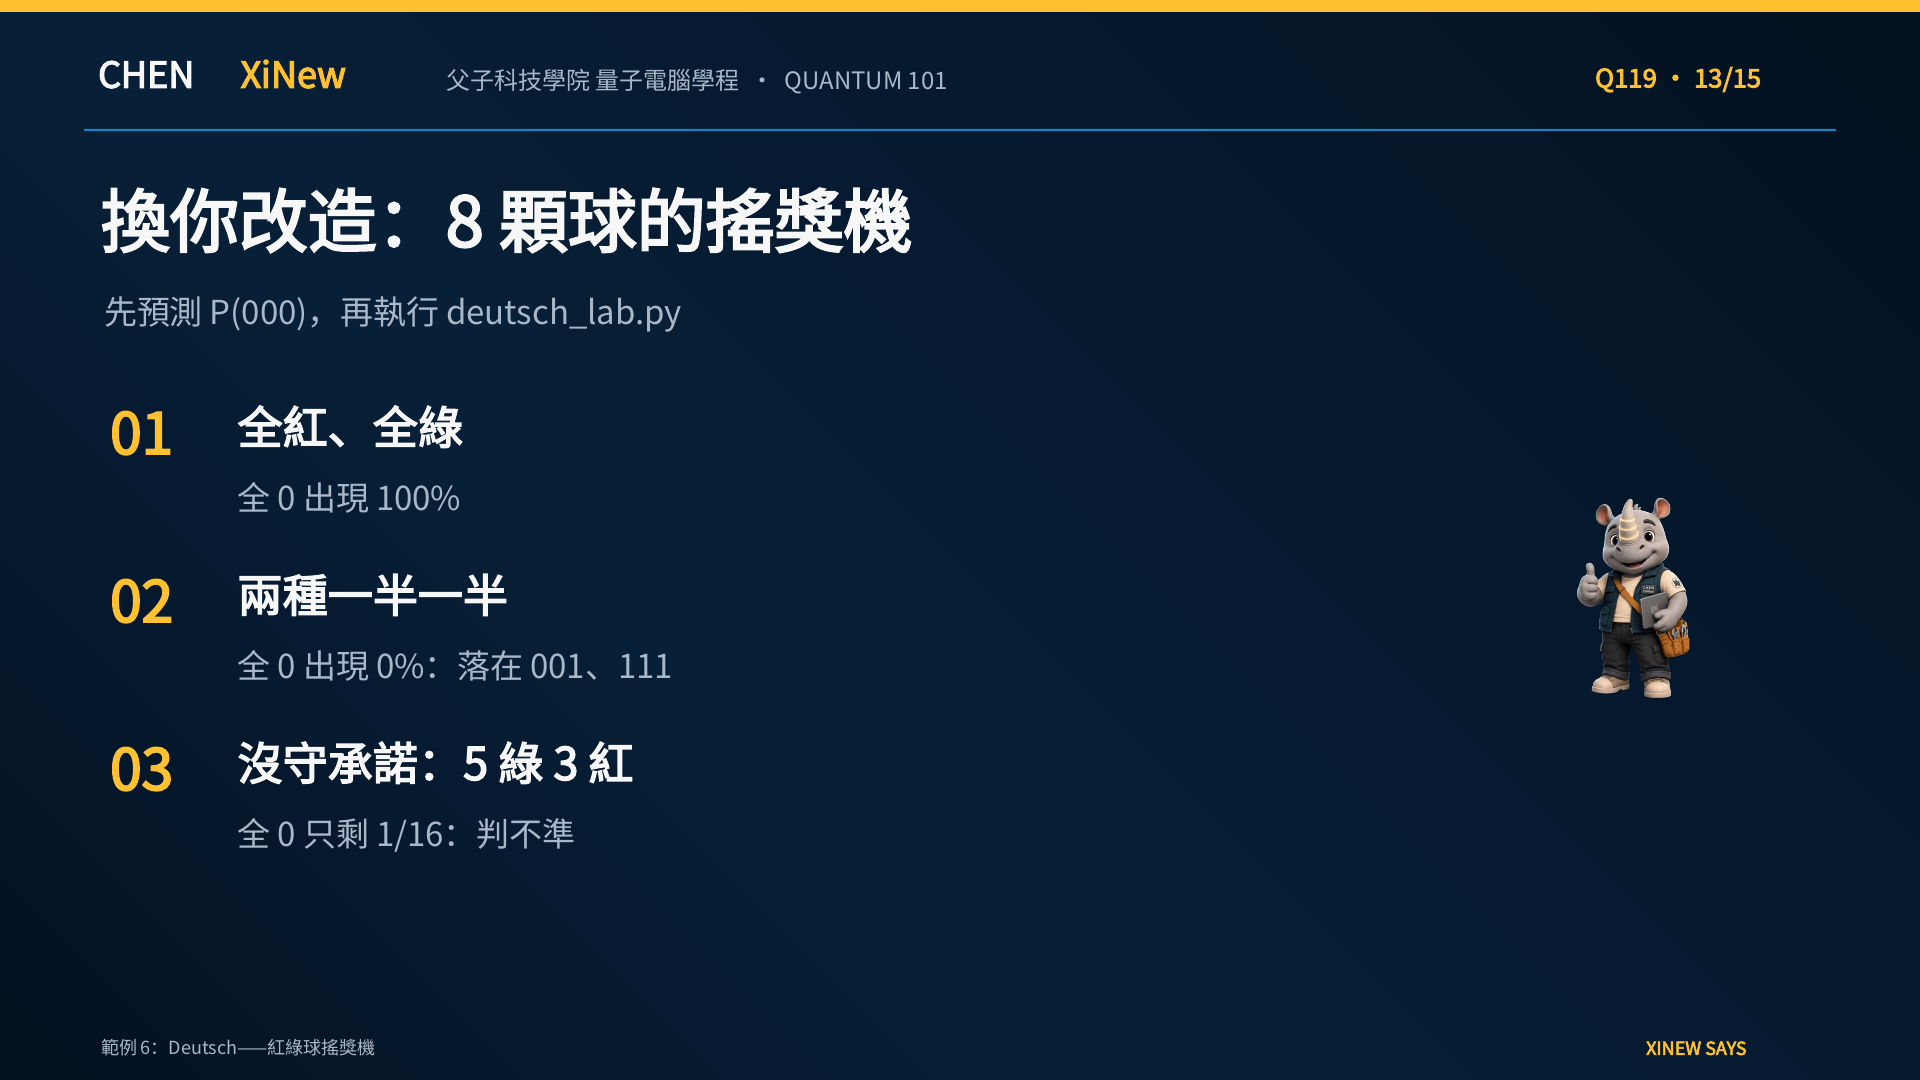 CHEN XiNew 父子科技學院 量子電腦學程 · QUANTUM 101 Q119 · 13/15
換你改造：8 顆球的搖獎機
先預測 P(000)，再執行 deutsch_lab.py
01 全紅、全綠
全 0 出現 100%
02 兩種一半一半
全 0 出現 0%：落在 001、111
03 沒守承諾：5 綠 3 紅
全 0 只剩 1/16：判不準
範例 6：Deutsch——紅綠球搖獎機 XINEW SAYS